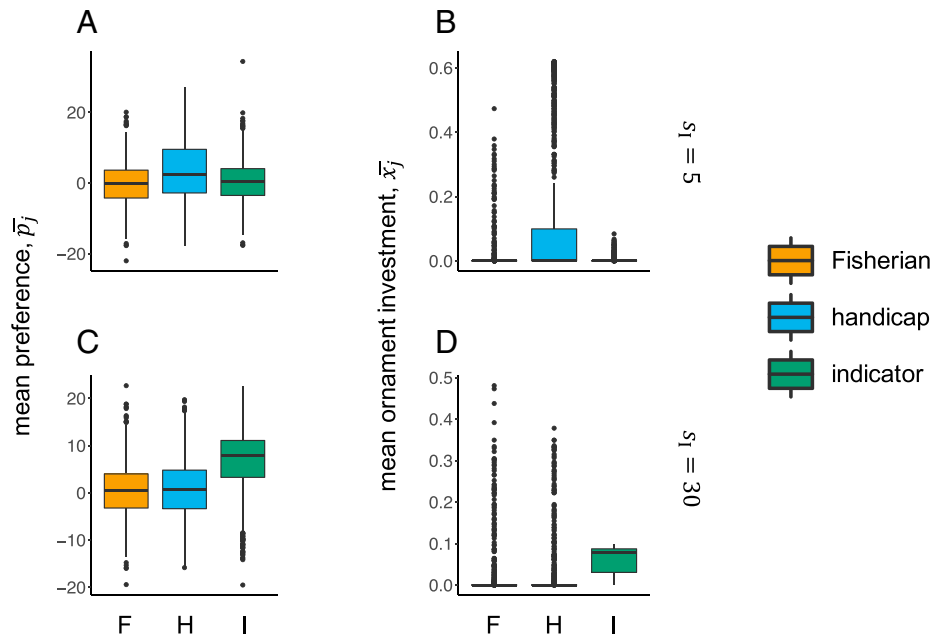 A
mean preference, p̄j
20
0
−20
B
mean ornament investment, x̄j
0.6
0.4
0.2
0.0
sI = 5
C
20
10
0
−10
−20
F H I
D
0.5
0.4
0.3
0.2
0.1
0.0
F H I
sI = 30
Fisherian
handicap
indicator